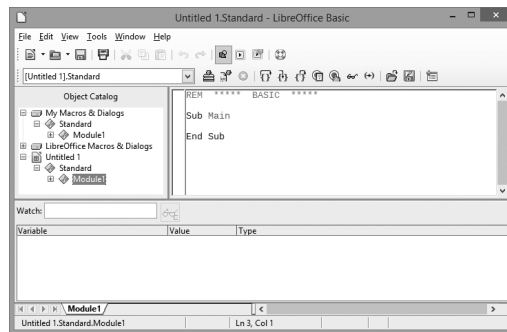 Untitled 1.Standard - LibreOffice Basic
File Edit View Tools Window Help
[Untitled 1].Standard
Object Catalog
My Macros & Dialogs
Standard
Module1
LibreOffice Macros & Dialogs
Untitled 1
Standard
Module1
REM ***** BASIC *****
Sub Main
End Sub
Watch:
Variable Value Type
Module1
Untitled 1.Standard.Module1 Ln 3, Col 1